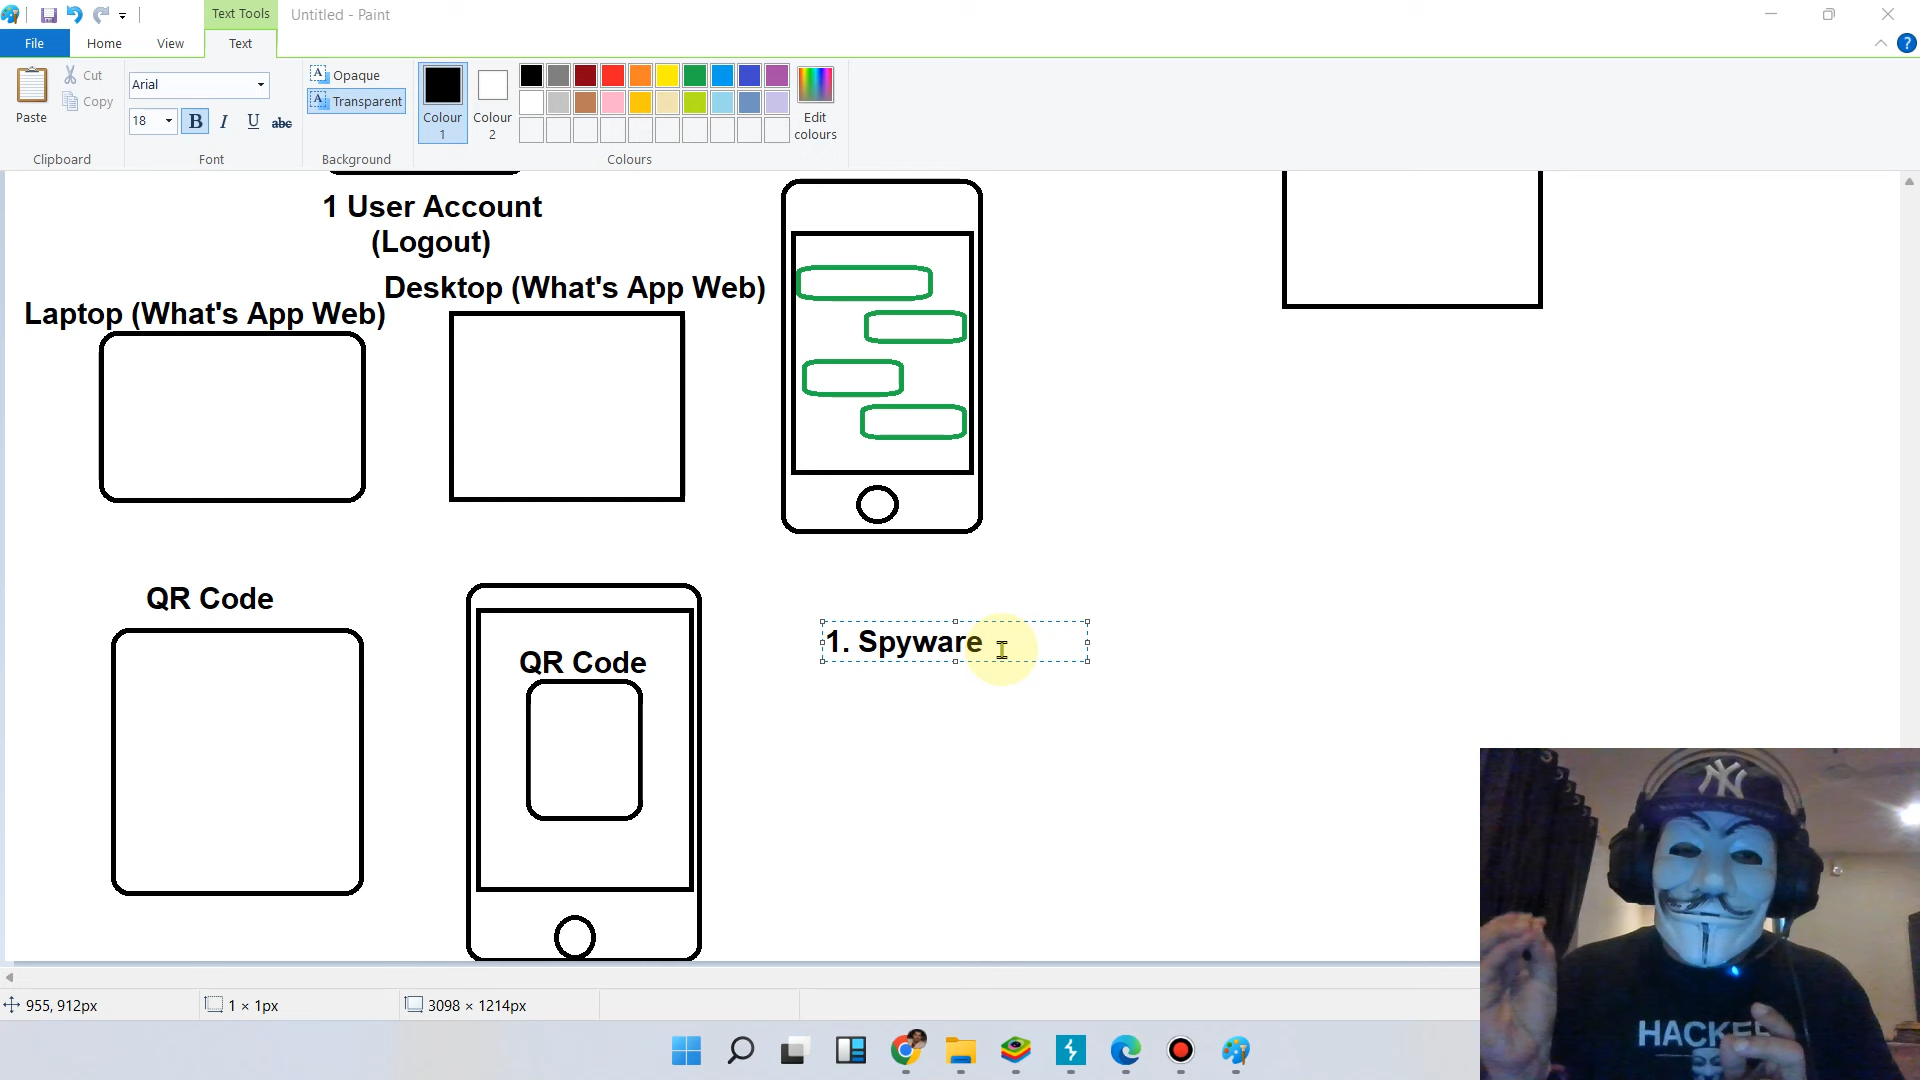 Text Tools
Untitled - Paint
File
Home
View
Text
Paste
Cut
Copy
Clipboard
Arial
18
B
I
U
abc
Font
A Opaque
A Transparent
Background
Colour
1
Colour
2
Edit
colours
Colours
?
1 User Account
(Logout)
Desktop (What's App Web)
Laptop (What's App Web)
QR Code
QR Code
1. Spyware
NY
HACKE
955, 912px
1 × 1px
3098 × 1214px